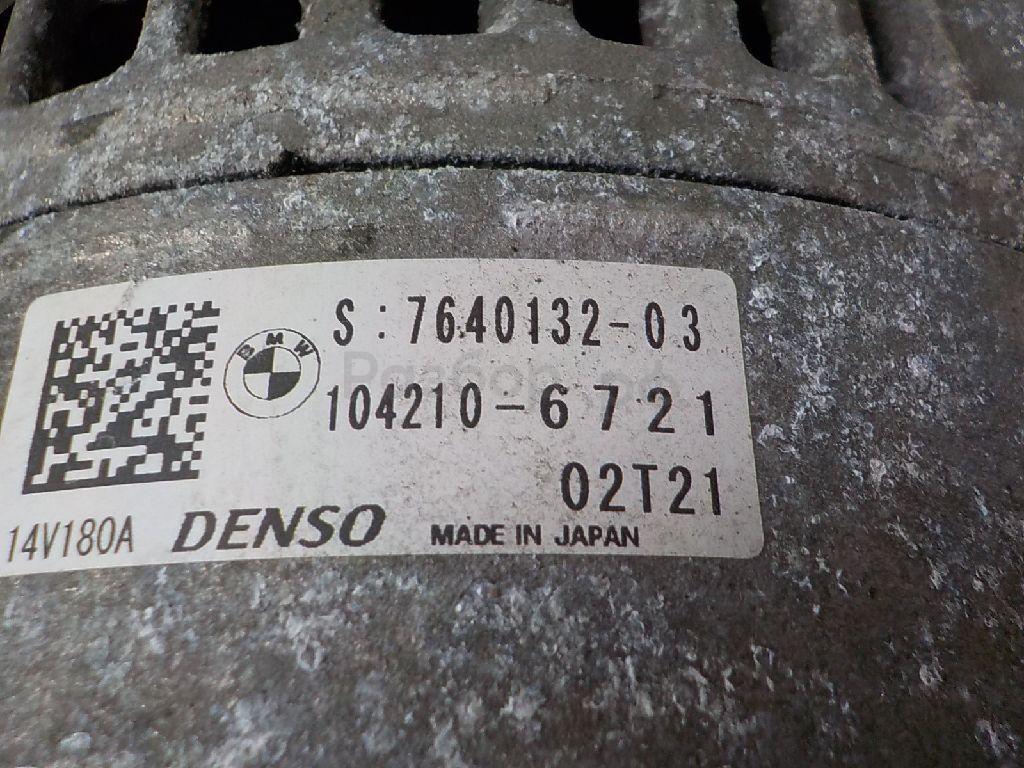 S:7640132-03
BMW
104210-6721
02T21
14V180A DENSO MADE IN JAPAN